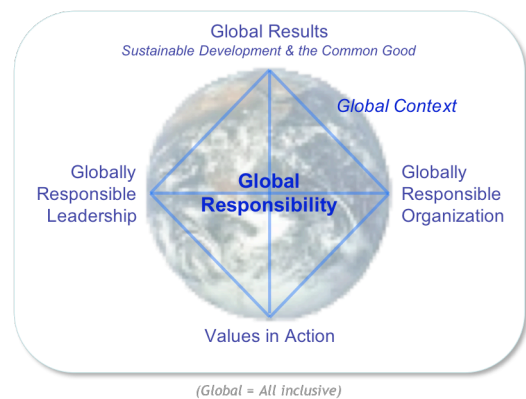 Global Results
Sustainable Development & the Common Good
Global Context
Globally
Responsible
Leadership
Global
Responsibility
Globally
Responsible
Organization
Values in Action
(Global = All inclusive)